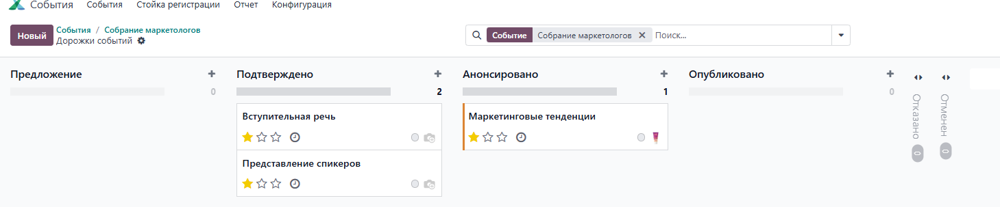 События События Стойка регистрации Отчет Конфигурация
Новый События / Собрание маркетологов
Дорожки событий
Событие Собрание маркетологов Поиск...
Предложение
0
Подтверждено
2
Вступительная речь
Представление спикеров
Анонсировано
1
Маркетинговые тенденции
Опубликовано
0
Отказано 0
Отменен 0